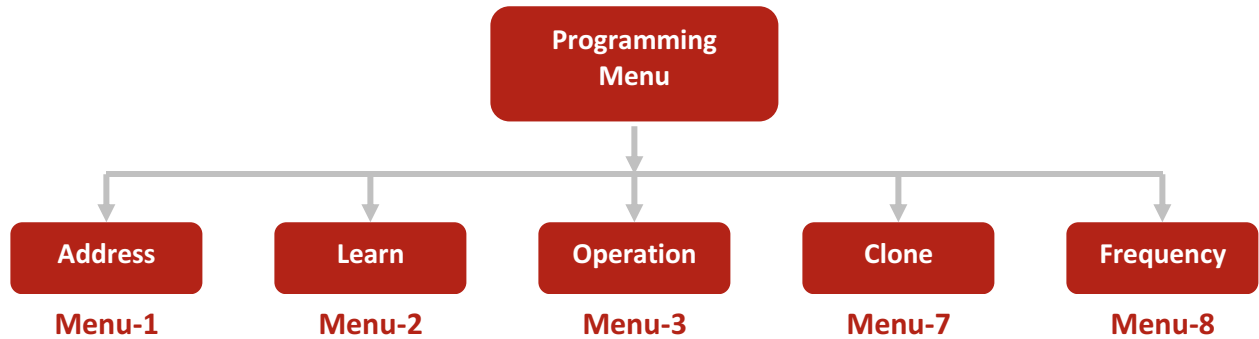 Programming
Menu
Address
Learn
Operation
Clone
Frequency
Menu-1
Menu-2
Menu-3
Menu-7
Menu-8